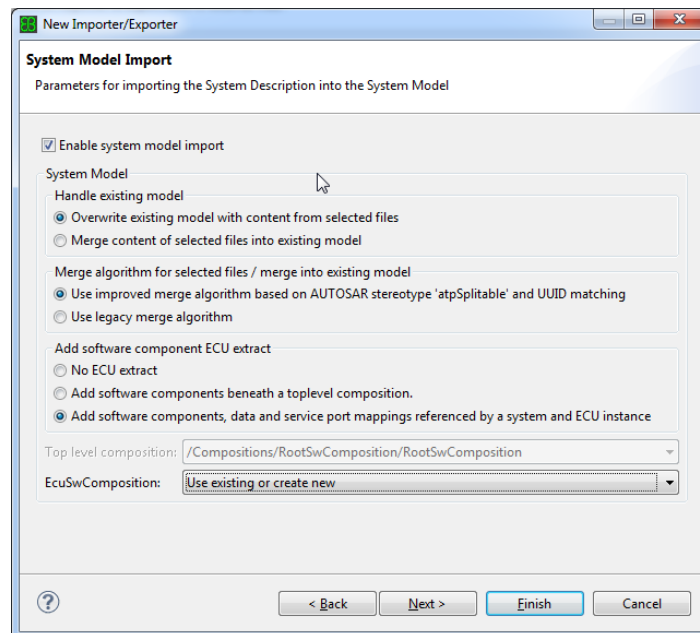 New Importer/Exporter
System Model Import
Parameters for importing the System Description into the System Model
Enable system model import
System Model
Handle existing model
Overwrite existing model with content from selected files
Merge content of selected files into existing model
Merge algorithm for selected files / merge into existing model
Use improved merge algorithm based on AUTOSAR stereotype 'atpSplitable' and UUID matching
Use legacy merge algorithm
Add software component ECU extract
No ECU extract
Add software components beneath a toplevel composition.
Add software components, data and service port mappings referenced by a system and ECU instance
Top level composition: /Compositions/RootSwComposition/RootSwComposition
EcuSwComposition: Use existing or create new
? < Back Next > Finish Cancel